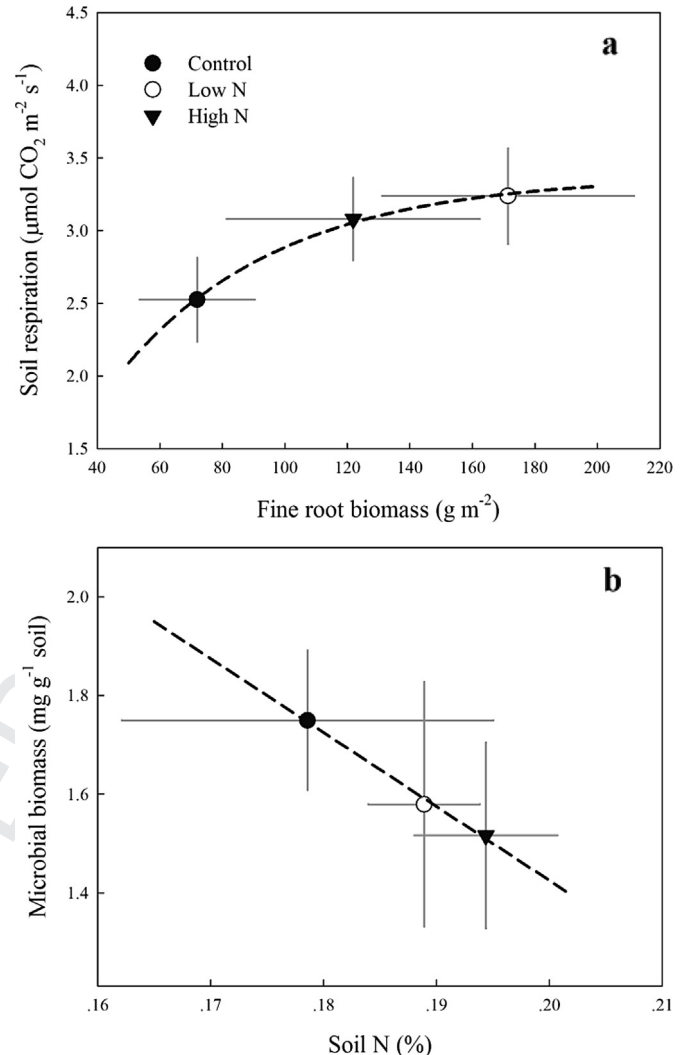 a
Control
Low N
High N
Soil respiration (μmol CO₂ m⁻² s⁻¹)
4.5
4.0
3.5
3.0
2.5
2.0
1.5
40 60 80 100 120 140 160 180 200 220
Fine root biomass (g m⁻²)
b
Microbial biomass (mg g⁻¹ soil)
2.0
1.8
1.6
1.4
.16 .17 .18 .19 .20 .21
Soil N (%)